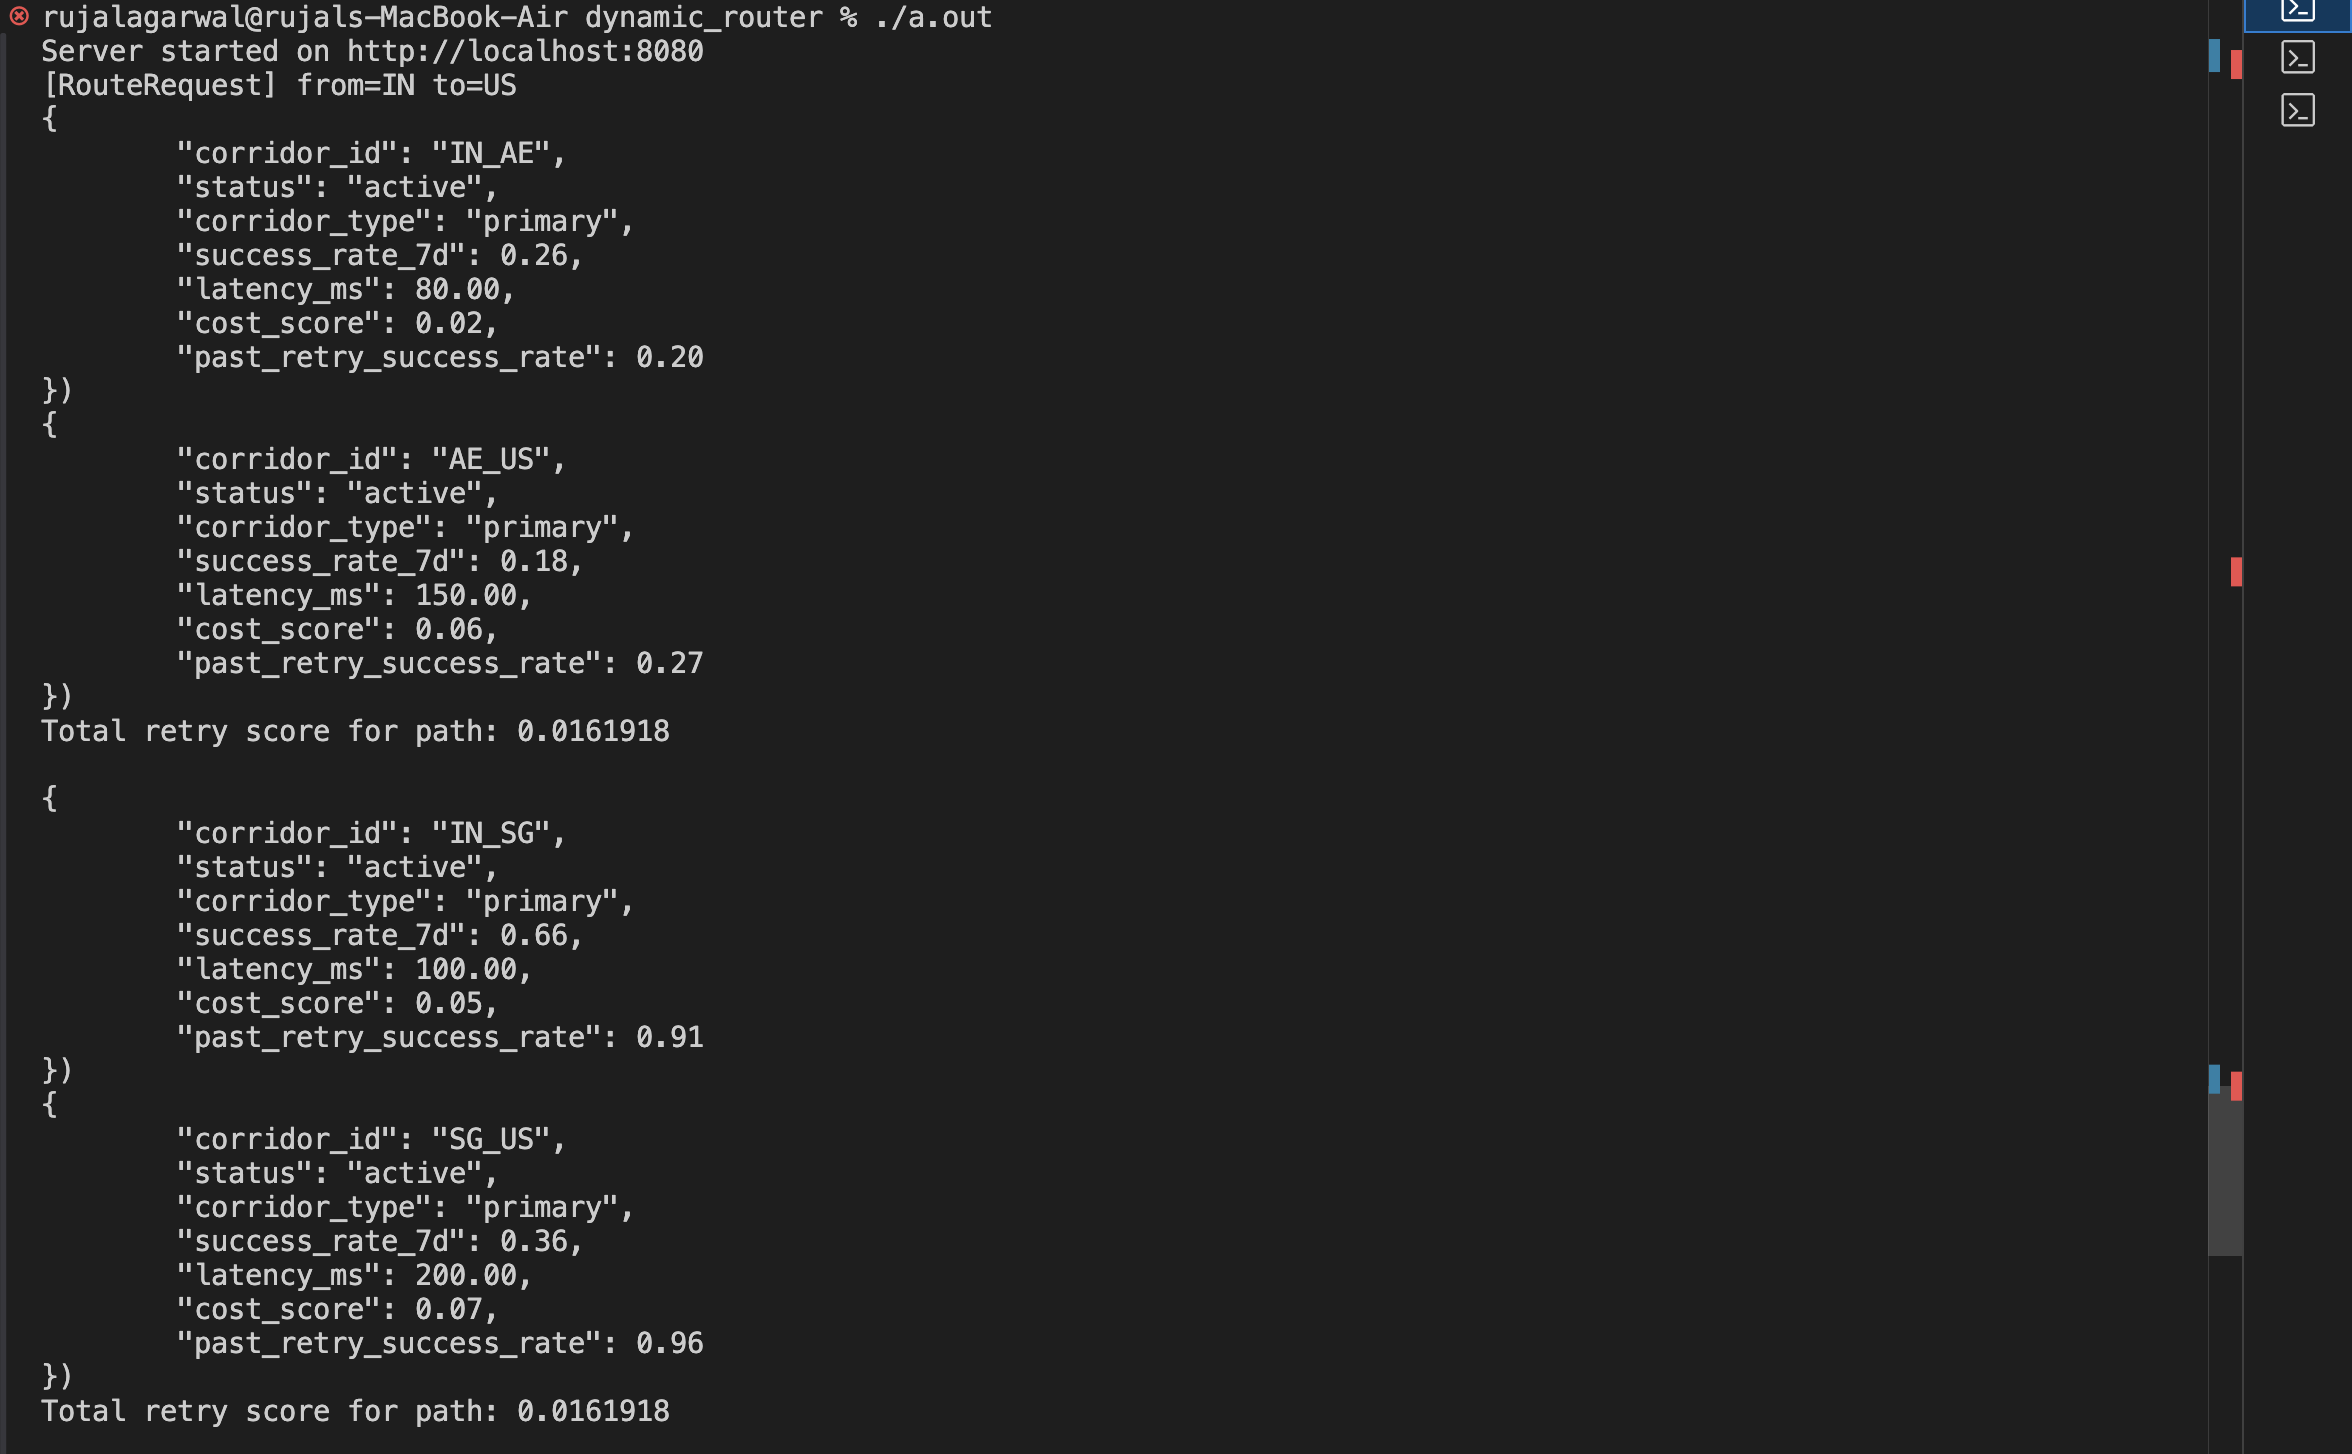 rujalagarwal@rujals-MacBook-Air dynamic_router % ./a.out
Server started on http://localhost:8080
[RouteRequest] from=IN to=US
{
        "corridor_id": "IN_AE",
        "status": "active",
        "corridor_type": "primary",
        "success_rate_7d": 0.26,
        "latency_ms": 80.00,
        "cost_score": 0.02,
        "past_retry_success_rate": 0.20
})
{
        "corridor_id": "AE_US",
        "status": "active",
        "corridor_type": "primary",
        "success_rate_7d": 0.18,
        "latency_ms": 150.00,
        "cost_score": 0.06,
        "past_retry_success_rate": 0.27
})
Total retry score for path: 0.0161918

{
        "corridor_id": "IN_SG",
        "status": "active",
        "corridor_type": "primary",
        "success_rate_7d": 0.66,
        "latency_ms": 100.00,
        "cost_score": 0.05,
        "past_retry_success_rate": 0.91
})
{
        "corridor_id": "SG_US",
        "status": "active",
        "corridor_type": "primary",
        "success_rate_7d": 0.36,
        "latency_ms": 200.00,
        "cost_score": 0.07,
        "past_retry_success_rate": 0.96
})
Total retry score for path: 0.0161918